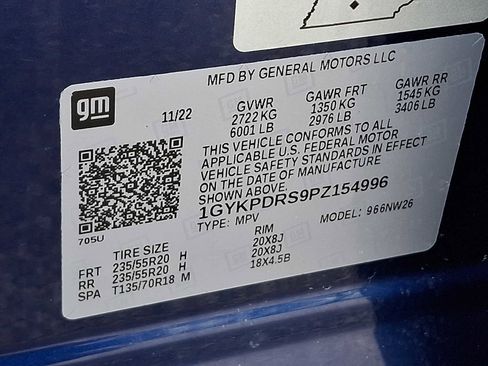 MFD BY GENERAL MOTORS LLC
gm
11/22
GVWR
2722 KG
6001 LB
GAWR FRT
1350 KG
2976 LB
GAWR RR
1545 KG
3406 LB
THIS VEHICLE CONFORMS TO ALL
APPLICABLE U.S. FEDERAL MOTOR
VEHICLE SAFETY STANDARDS IN EFFECT
ON THE DATE OF MANUFACTURE
SHOWN ABOVE.
1GYKPDRS9PZ154996
TYPE: MPV
MODEL: 966NW26
705U
TIRE SIZE
RIM
FRT 235/55R20 H 20X8J
RR 235/55R20 H 20X8J
SPA T135/70R18 M 18X4.5B